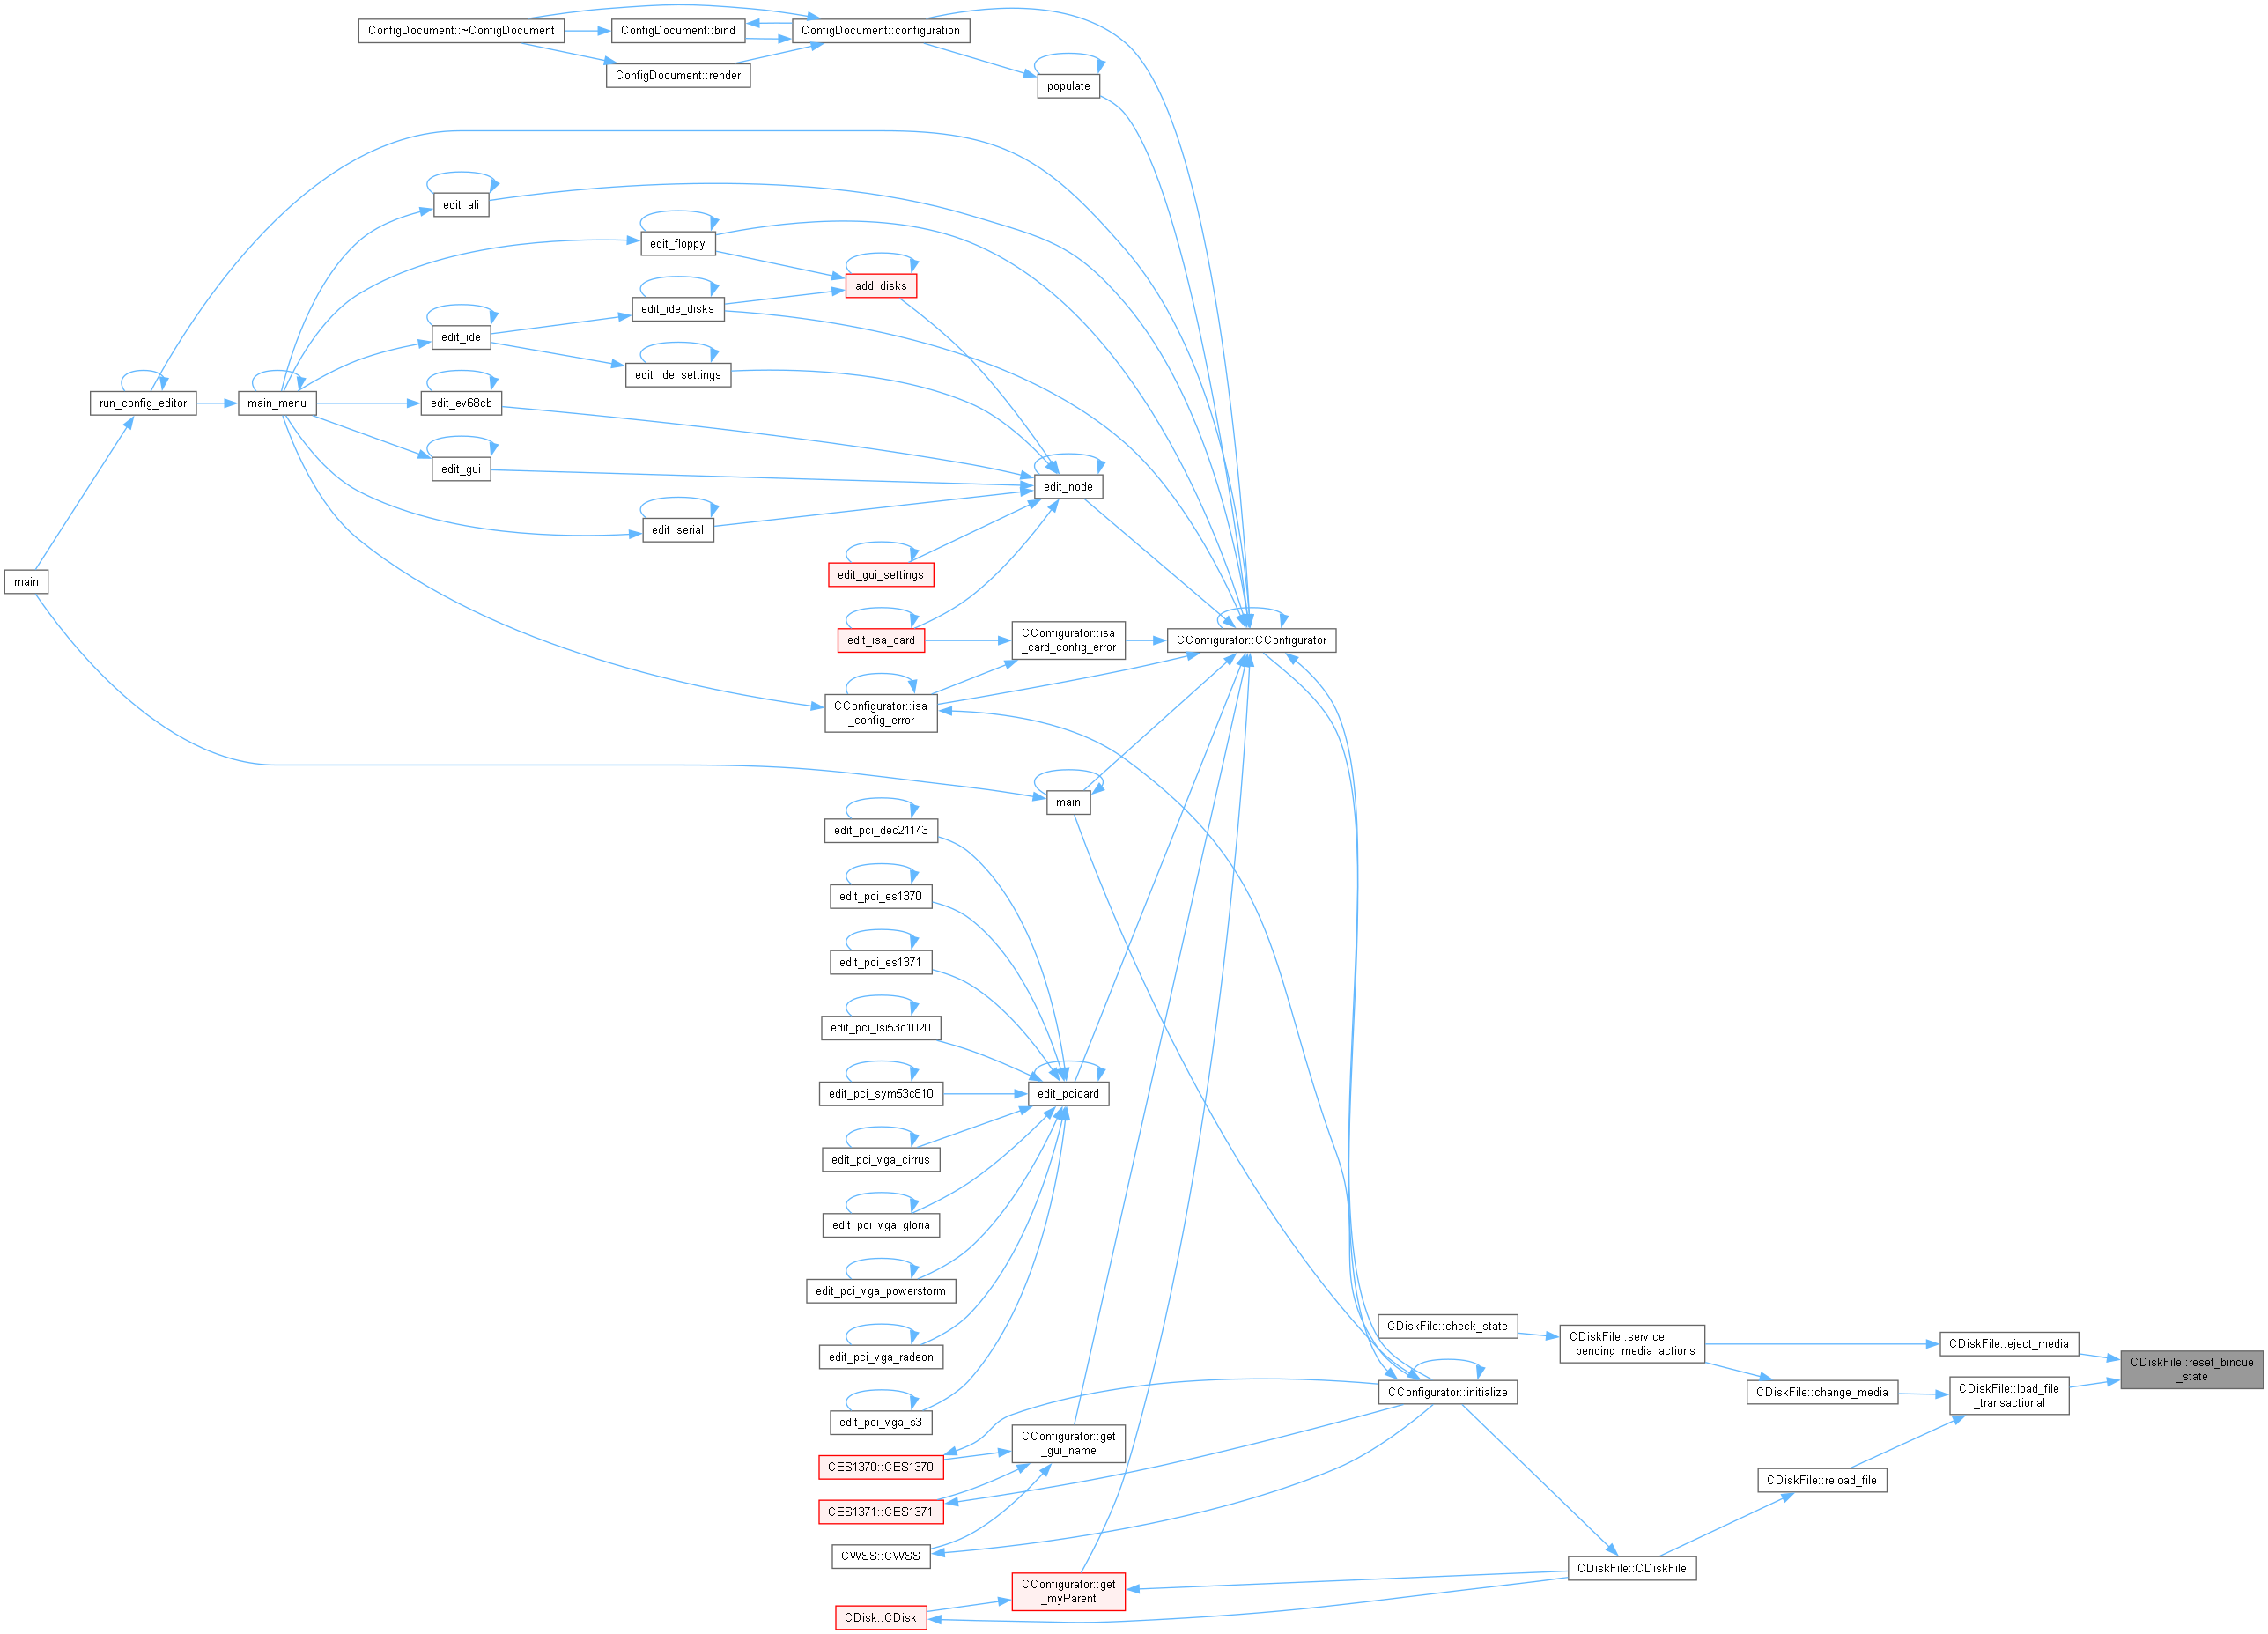 ConfigDocument::~ConfigDocument
ConfigDocument::bind
ConfigDocument::configuration
ConfigDocument::render
populate
edit_ali
edit_floppy
add_disks
edit_ide_disks
edit_ide
edit_ide_settings
run_config_editor
main_menu
edit_ev68cb
edit_gui
edit_node
edit_serial
main
edit_gui_settings
edit_isa_card
CConfigurator::isa
_card_config_error
CConfigurator::CConfigurator
CConfigurator::isa
_config_error
main
edit_pci_dec21143
edit_pci_es1370
edit_pci_es1371
edit_pci_lsi53c1020
edit_pci_sym53c810
edit_pcicard
edit_pci_vga_cirrus
edit_pci_vga_gloria
edit_pci_vga_powerstorm
edit_pci_vga_radeon
edit_pci_vga_s3
CDiskFile::check_state
CDiskFile::service
_pending_media_actions
CDiskFile::eject_media
CDiskFile::reset_bincue
_state
CConfigurator::initialize
CDiskFile::change_media
CDiskFile::load_file
_transactional
CConfigurator::get
_gui_name
CES1370::CES1370
CDiskFile::reload_file
CES1371::CES1371
CWSS::CWSS
CDiskFile::CDiskFile
CConfigurator::get
_myParent
CDisk::CDisk